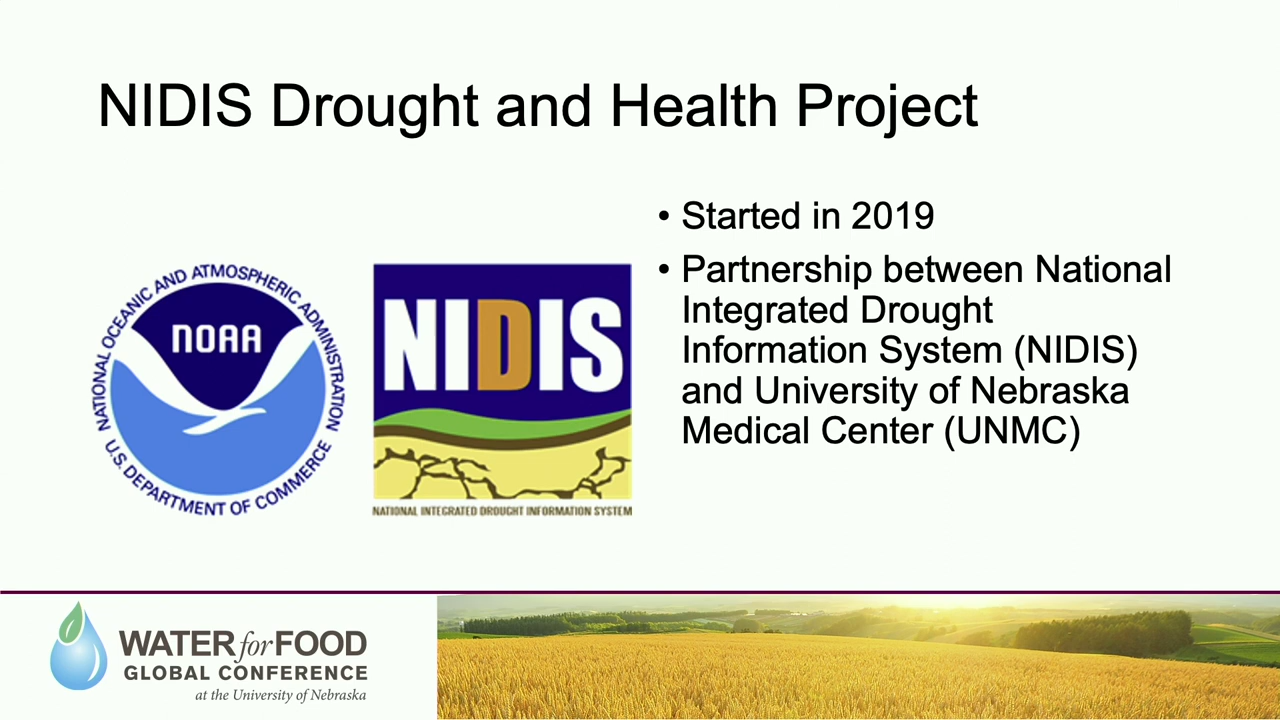 NIDIS Drought and Health Project
• Started in 2019
• Partnership between National
Integrated Drought
Information System (NIDIS)
and University of Nebraska
Medical Center (UNMC)
NATIONAL OCEANIC AND ATMOSPHERIC ADMINISTRATION
NOAA
U.S. DEPARTMENT OF COMMERCE
NIDIS
NATIONAL INTEGRATED DROUGHT INFORMATION SYSTEM
WATER for FOOD
GLOBAL CONFERENCE
at the University of Nebraska